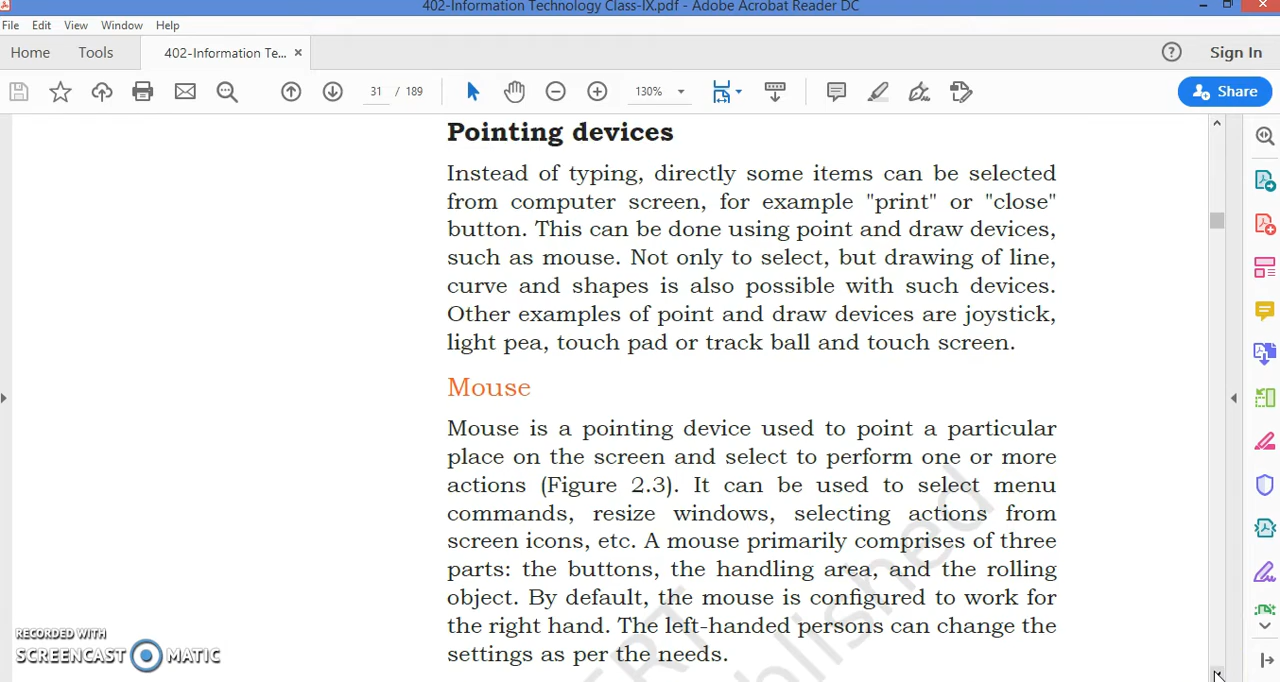 402-Information Technology Class-IX.pdf - Adobe Acrobat Reader DC
File Edit View Window Help
Home Tools 402-Information Te... × Sign In
31 / 189 130% Share
Pointing devices
Instead of typing, directly some items can be selected
from computer screen, for example "print" or "close"
button. This can be done using point and draw devices,
such as mouse. Not only to select, but drawing of line,
curve and shapes is also possible with such devices.
Other examples of point and draw devices are joystick,
light pea, touch pad or track ball and touch screen.
Mouse
Mouse is a pointing device used to point a particular
place on the screen and select to perform one or more
actions (Figure 2.3). It can be used to select menu
commands, resize windows, selecting actions from
screen icons, etc. A mouse primarily comprises of three
parts: the buttons, the handling area, and the rolling
object. By default, the mouse is configured to work for
the right hand. The left-handed persons can change the
settings as per the needs.
RECORDED WITH
SCREENCAST MATIC